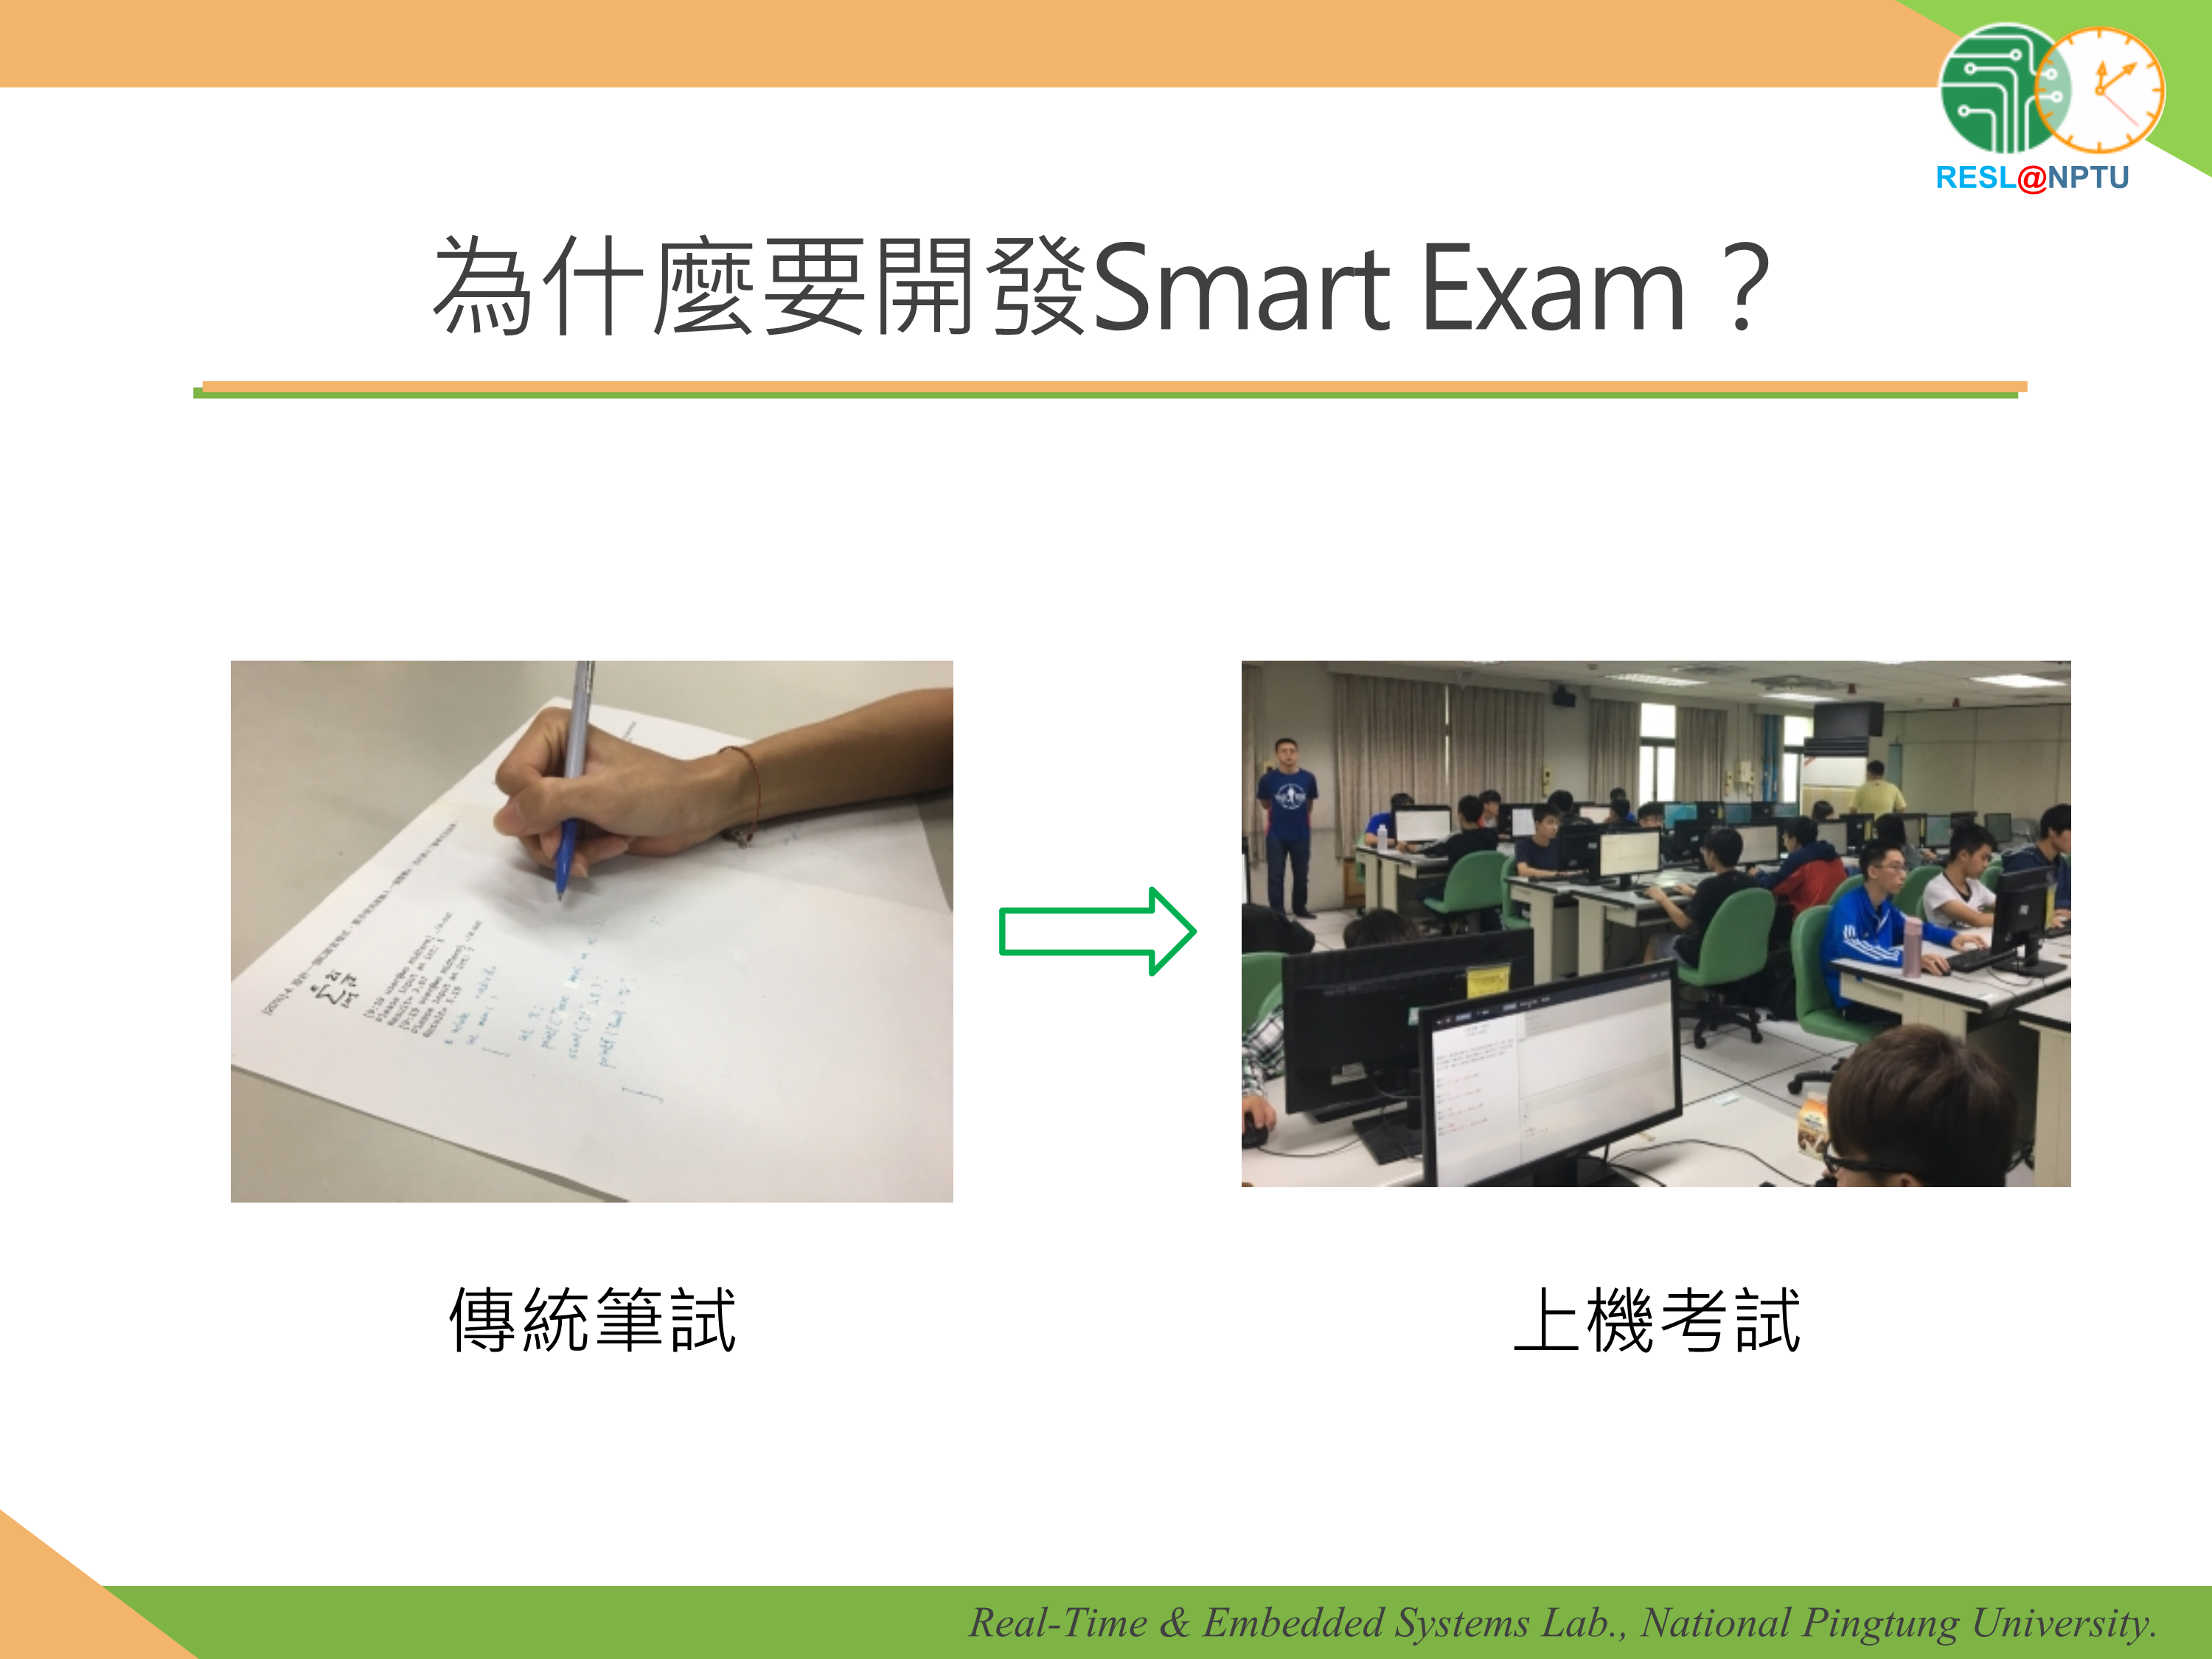 RESL@NPTU
為什麼要開發Smart Exam？
傳統筆試
上機考試
Real-Time & Embedded Systems Lab., National Pingtung University.